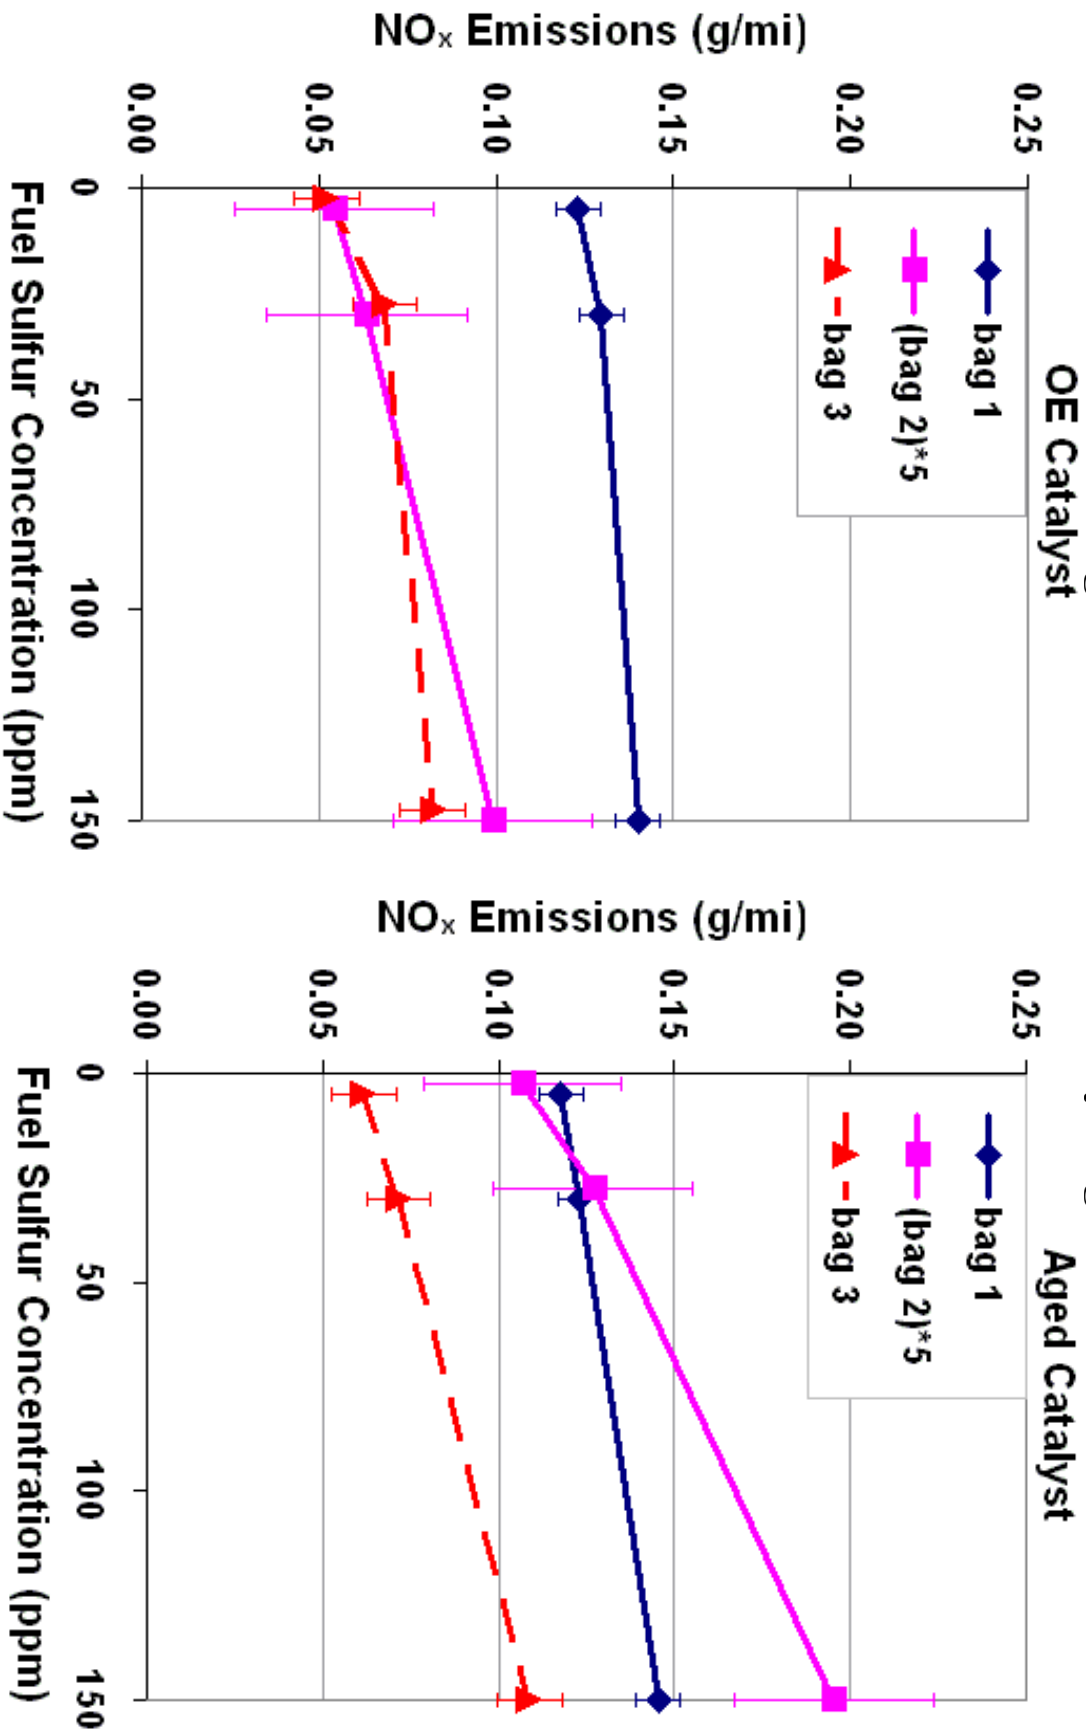 OE Catalyst
NOx Emissions (g/mi)
0.25
0.20
0.15
0.10
0.05
0.00
bag 1
(bag 2)*5
bag 3
0 50 100 150
Fuel Sulfur Concentration (ppm)
Aged Catalyst
NOx Emissions (g/mi)
0.25
0.20
0.15
0.10
0.05
0.00
bag 1
(bag 2)*5
bag 3
0 50 100 150
Fuel Sulfur Concentration (ppm)